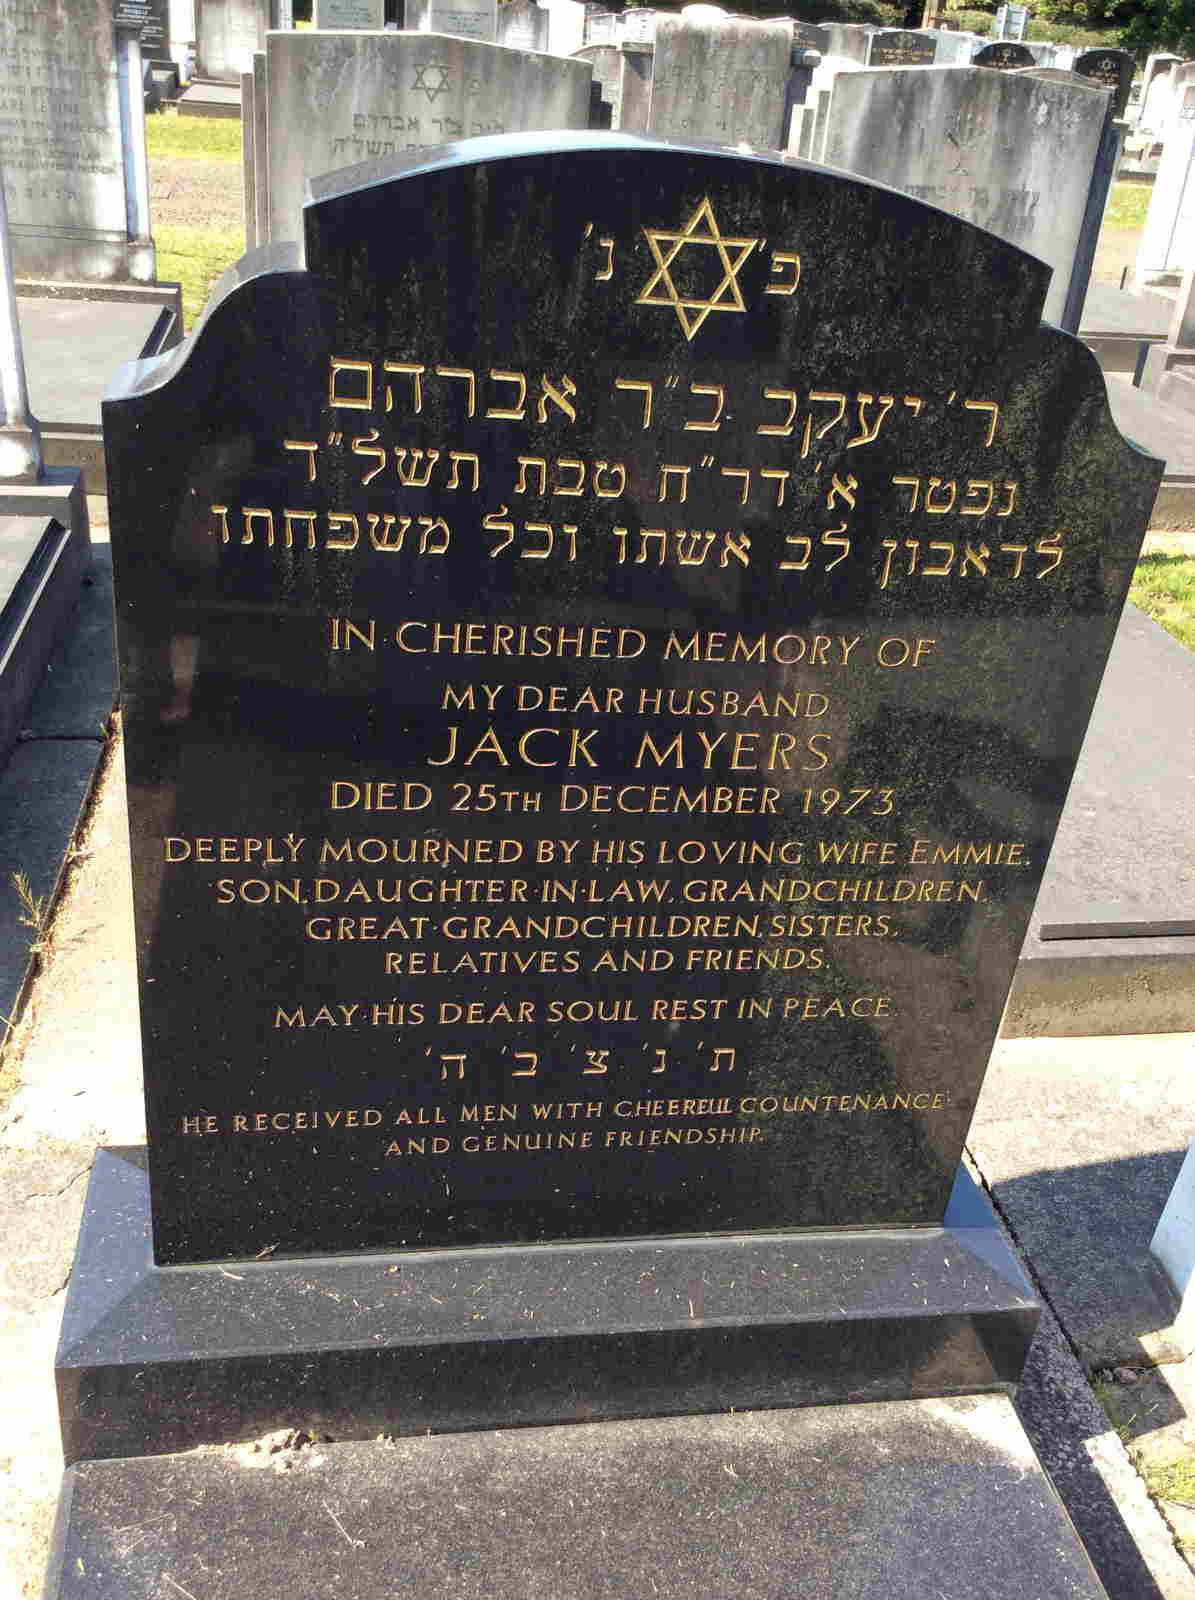 פ' נ'
ר' יעקב ב"ר אברהם
נפטר א' דר"ח טבת תשל"ד
לדאבון לב אשתו וכל משפחתו
IN CHERISHED MEMORY OF
MY DEAR HUSBAND
JACK MYERS
DIED 25TH DECEMBER 1973
DEEPLY MOURNED BY HIS LOVING WIFE EMMIE.
SON, DAUGHTER-IN-LAW, GRANDCHILDREN,
GREAT-GRANDCHILDREN, SISTERS,
RELATIVES AND FRIENDS.
MAY HIS DEAR SOUL REST IN PEACE
ת' נ' צ' ב' ה'
HE RECEIVED ALL MEN WITH CHEEREUL COUNTENANCE
AND GENUINE FRIENDSHIP.